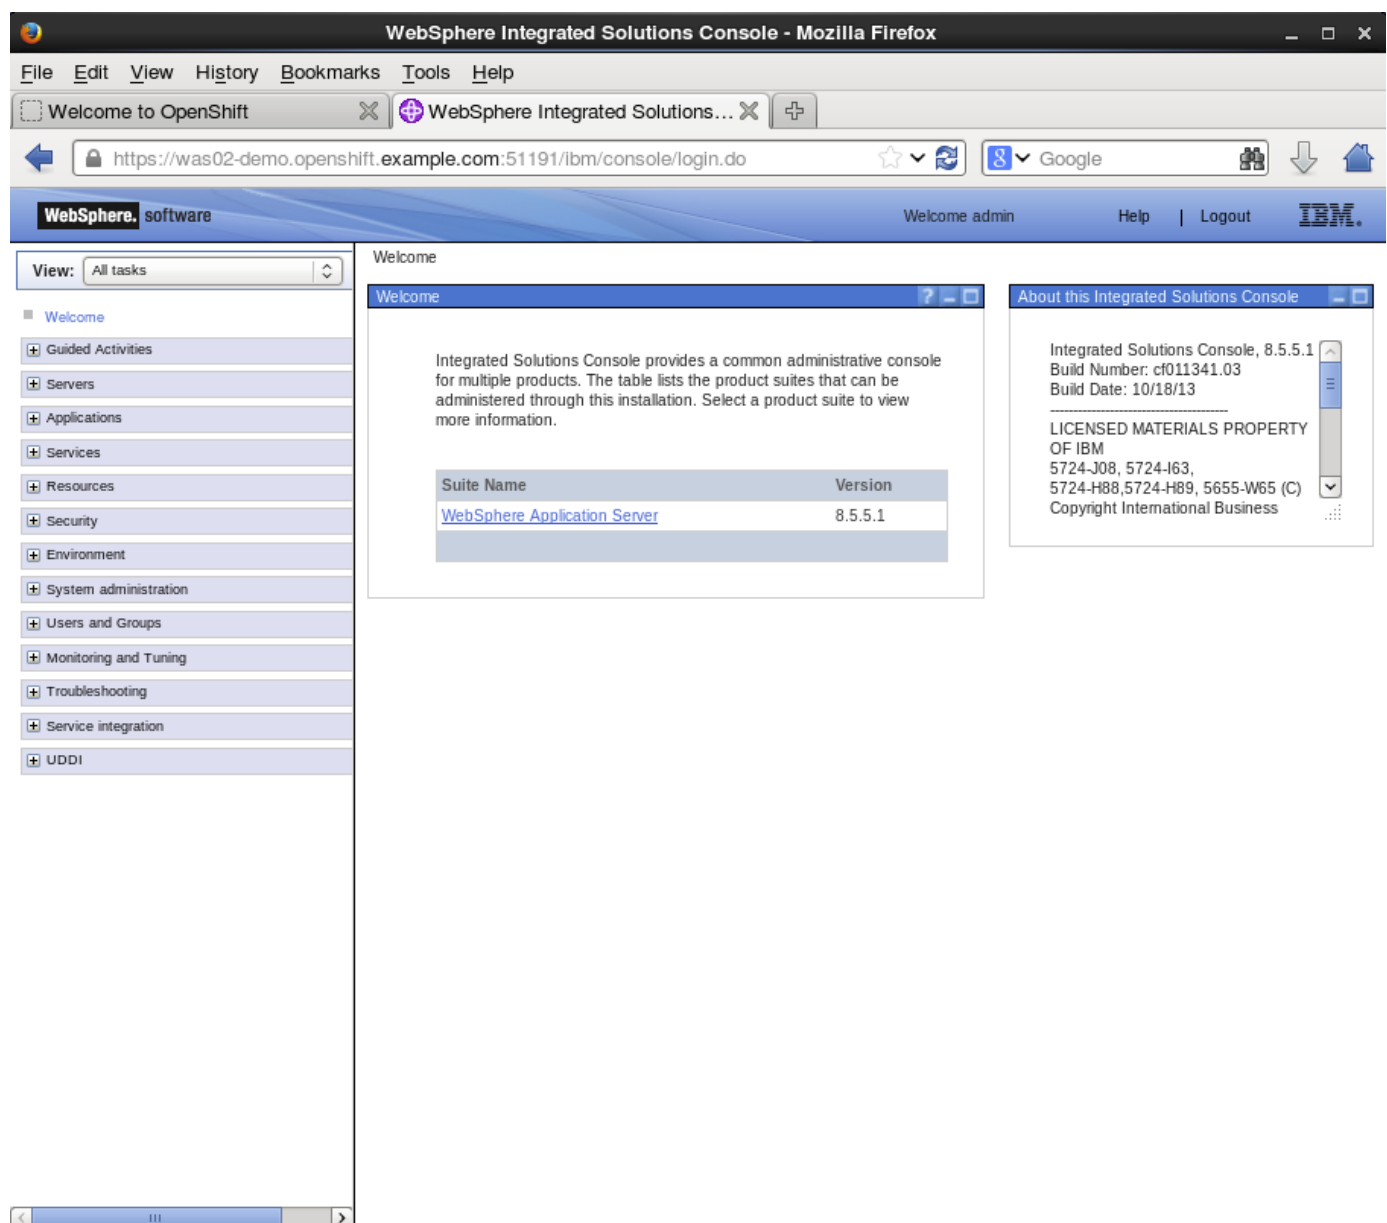 WebSphere Integrated Solutions Console - Mozilla Firefox
File Edit View History Bookmarks Tools Help
Welcome to OpenShift
WebSphere Integrated Solutions...
https://was02-demo.openshift.example.com:51191/ibm/console/login.do
8 Google
WebSphere. software
Welcome admin
Help | Logout
IBM.
View: All tasks
Welcome
Guided Activities
Servers
Applications
Services
Resources
Security
Environment
System administration
Users and Groups
Monitoring and Tuning
Troubleshooting
Service integration
UDDI
Welcome
Welcome
?
Integrated Solutions Console provides a common administrative console
for multiple products. The table lists the product suites that can be
administered through this installation. Select a product suite to view
more information.
Suite Name Version
WebSphere Application Server 8.5.5.1
About this Integrated Solutions Console
Integrated Solutions Console, 8.5.5.1
Build Number: cf011341.03
Build Date: 10/18/13
----------------------------------------
LICENSED MATERIALS PROPERTY
OF IBM
5724-J08, 5724-I63,
5724-H88,5724-H89, 5655-W65 (C)
Copyright International Business